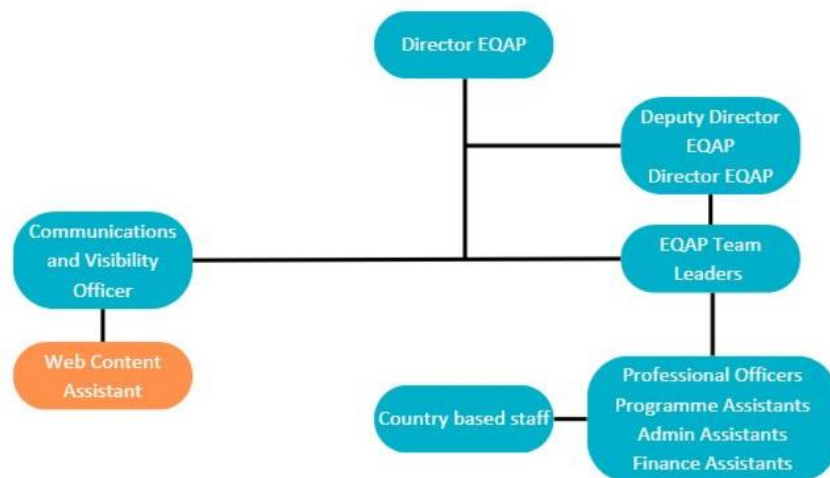 Director EQAP
Deputy Director
EQAP
Director EQAP
Communications
and Visibility
Officer
EQAP Team
Leaders
Web Content
Assistant
Country based staff
Professional Officers
Programme Assistants
Admin Assistants
Finance Assistants